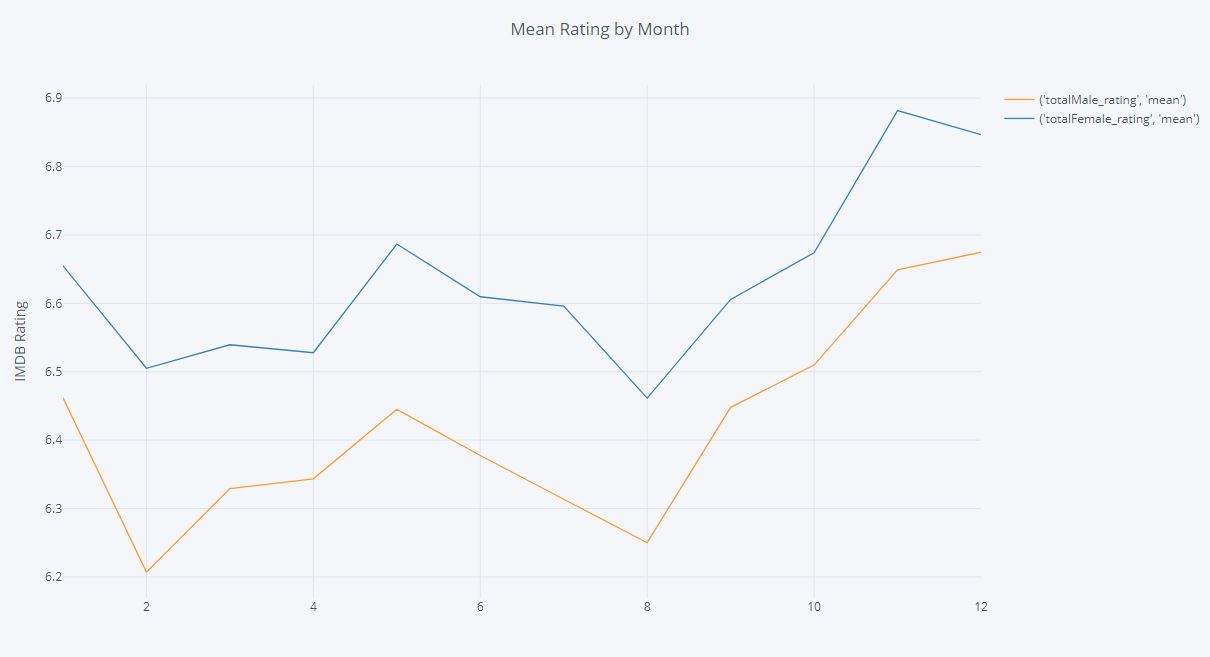 Mean Rating by Month
('totalMale_rating', 'mean')
('totalFemale_rating', 'mean')
IMDB Rating
6.9
6.8
6.7
6.6
6.5
6.4
6.3
6.2
2 4 6 8 10 12